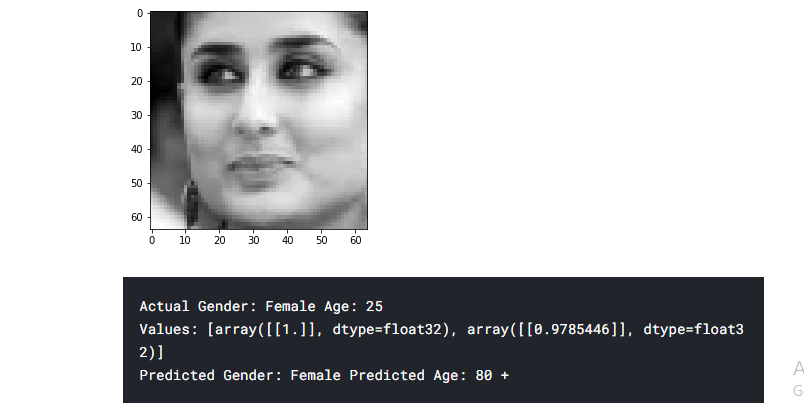 0
10
20
30
40
50
60
0 10 20 30 40 50 60
Actual Gender: Female Age: 25
Values: [array([[1.]], dtype=float32), array([[0.9785446]], dtype=float3
2)]
Predicted Gender: Female Predicted Age: 80 +
A
G